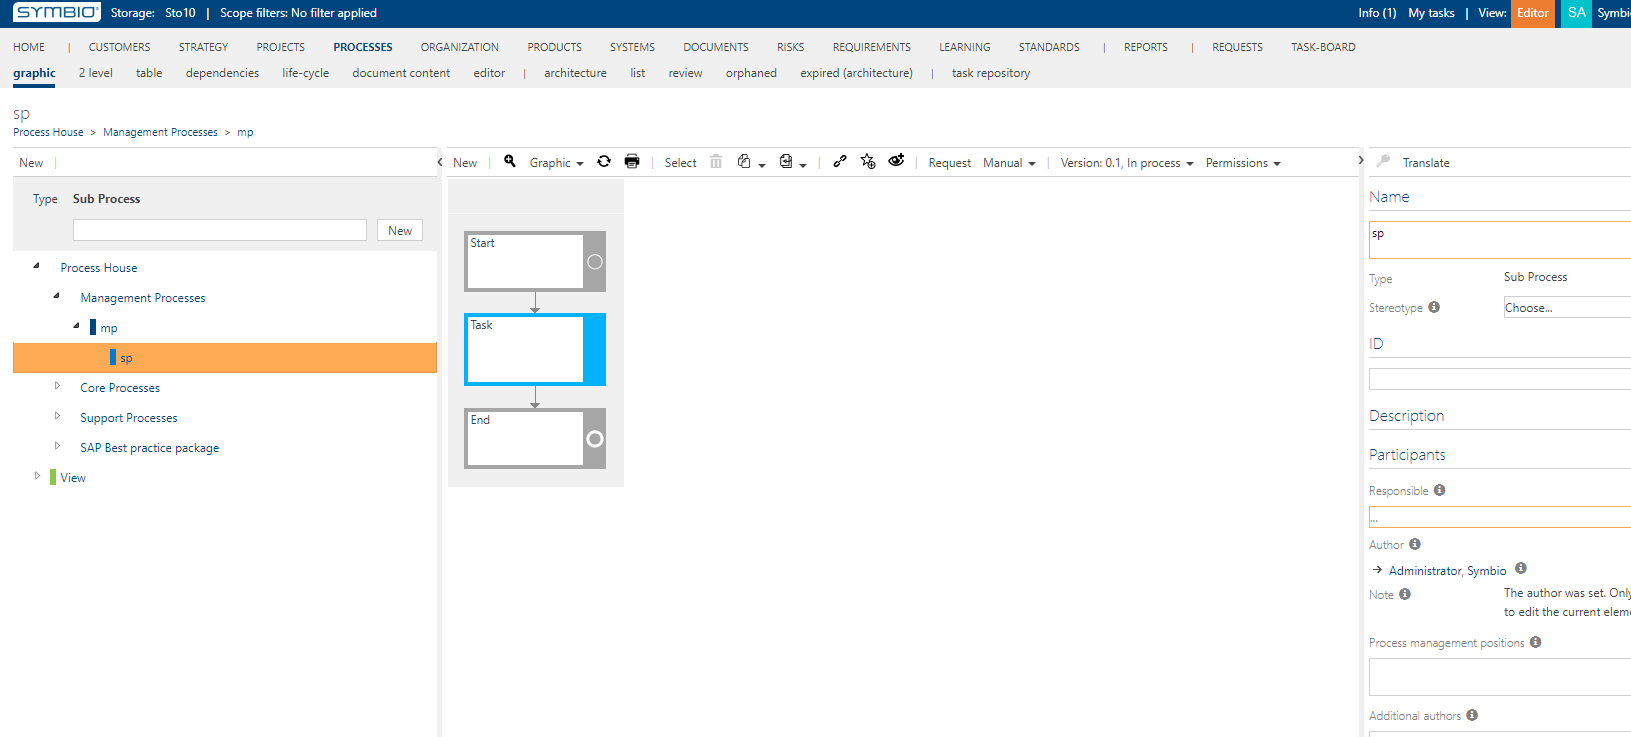 SYMBIO Storage: Sto10 | Scope filters: No filter applied Info (1) My tasks | View: Editor SA Symbi
HOME | CUSTOMERS STRATEGY PROJECTS PROCESSES ORGANIZATION PRODUCTS SYSTEMS DOCUMENTS RISKS REQUIREMENTS LEARNING STANDARDS | REPORTS | REQUESTS TASK-BOARD
graphic 2 level table dependencies life-cycle document content editor | architecture list review orphaned expired (architecture) | task repository
sp
Process House > Management Processes > mp
New |
Type Sub Process
New
Process House
Management Processes
mp
sp
Core Processes
Support Processes
SAP Best practice package
View
New | Graphic | Select | Request Manual | Version: 0.1, In process Permissions
Start
Task
End
Translate
Name
sp
Type Sub Process
Stereotype Choose...
ID
Description
Participants
Responsible
...
Author
Administrator, Symbio
Note The author was set. Only
to edit the current eleme
Process management positions
Additional authors